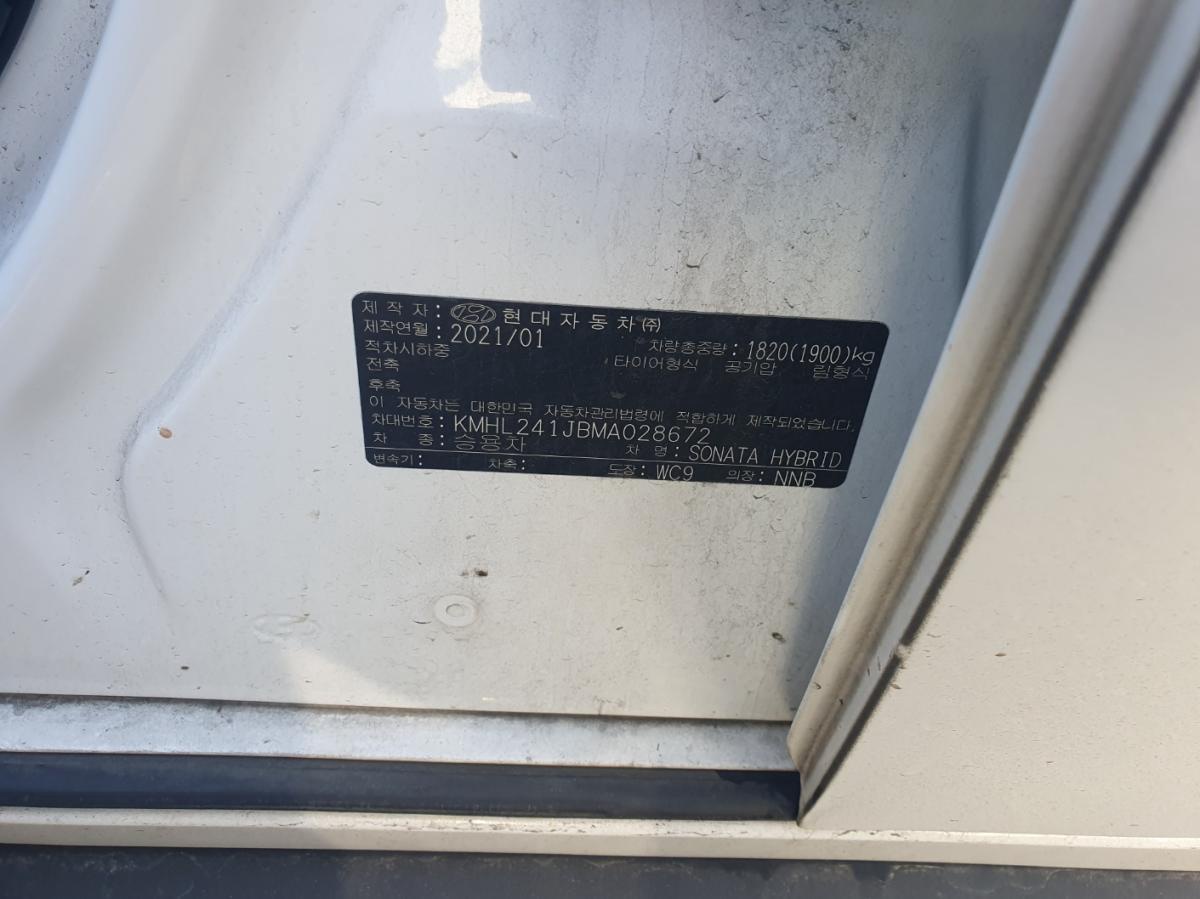 제 작 자 : 현대자동차㈜
제작연월 : 2021/01 차량총중량 : 1820(1900)kg
적차시하중 타이어형식 공기압 림형식
전축
후축
이 자동차는 대한민국 자동차관리법령에 적합하게 제작되었습니다.
차대번호 : KMHL241JBMA028672
차 종 : 승용차 차 명 : SONATA HYBRID
변속기 : 차축 : 도장 : WC9 의장 : NNB